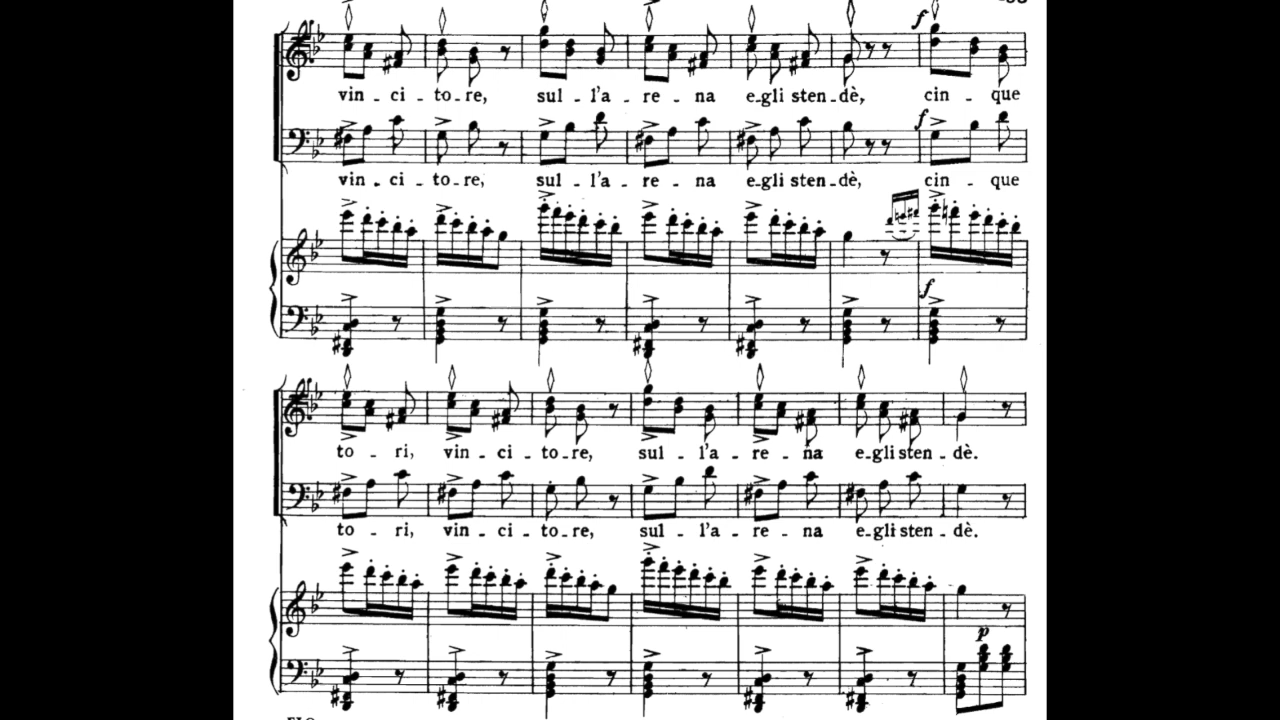 f
vin - ci - to - re, sul - l'a - re - na e - gli sten - dè, cin - que
f
vin - ci - to - re, sul - l'a - re - na e - gli sten - dè, cin - que
f
to - ri, vin - ci - to - re, sul - l'a - re - na e - gli sten - dè.
to - ri, vin - ci - to - re, sul - l'a - re - na e - gli sten - dè.
p